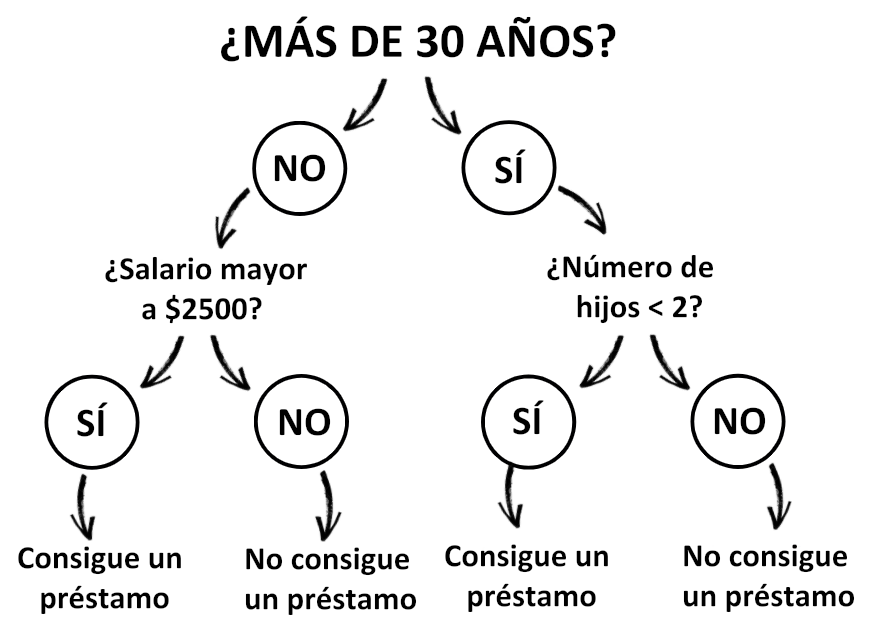 ¿MÁS DE 30 AÑOS?
NO
SÍ
¿Salario mayor
a $2500?
¿Número de
hijos < 2?
SÍ
NO
SÍ
NO
Consigue un
préstamo
No consigue
un préstamo
Consigue un
préstamo
No consigue
un préstamo